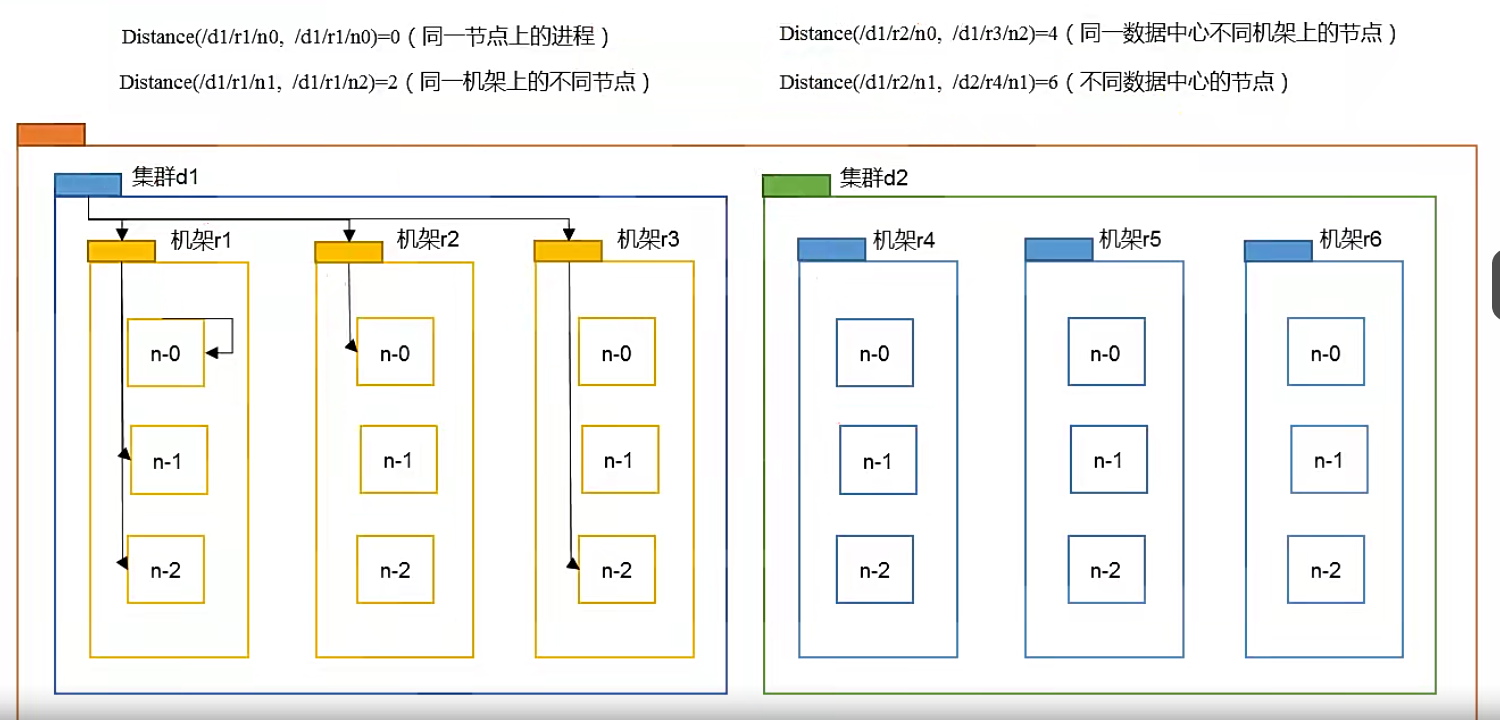 Distance(/d1/r1/n0, /d1/r1/n0)=0（同一节点上的进程）
Distance(/d1/r2/n0, /d1/r3/n2)=4（同一数据中心不同机架上的节点）
Distance(/d1/r1/n1, /d1/r1/n2)=2（同一机架上的不同节点）
Distance(/d1/r2/n1, /d2/r4/n1)=6（不同数据中心的节点）
集群d1
集群d2
机架r1
机架r2
机架r3
机架r4
机架r5
机架r6
n-0
n-0
n-0
n-0
n-0
n-0
n-1
n-1
n-1
n-1
n-1
n-1
n-2
n-2
n-2
n-2
n-2
n-2